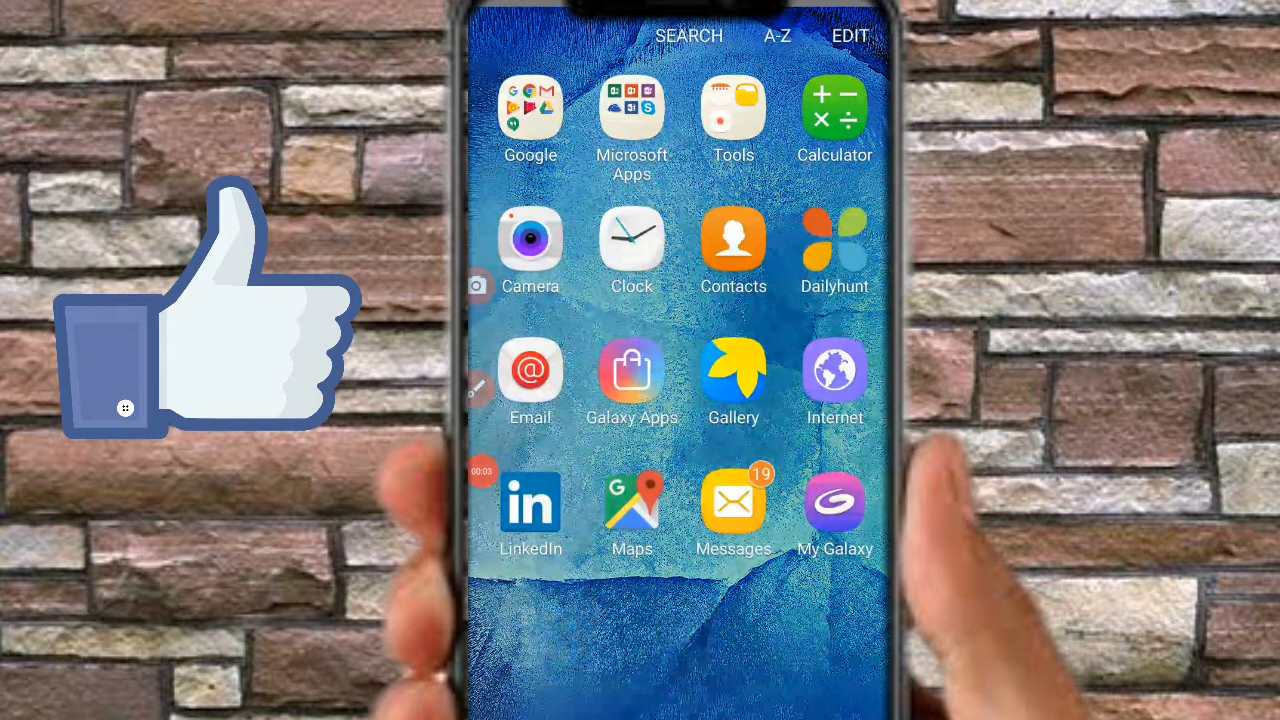 SEARCH A-Z EDIT
Google
Microsoft
Apps
Tools
Calculator
Camera
Clock
Contacts
Dailyhunt
@
Email
Galaxy Apps
Gallery
Internet
00:03
in
LinkedIn
G
Maps
19
Messages
My Galaxy